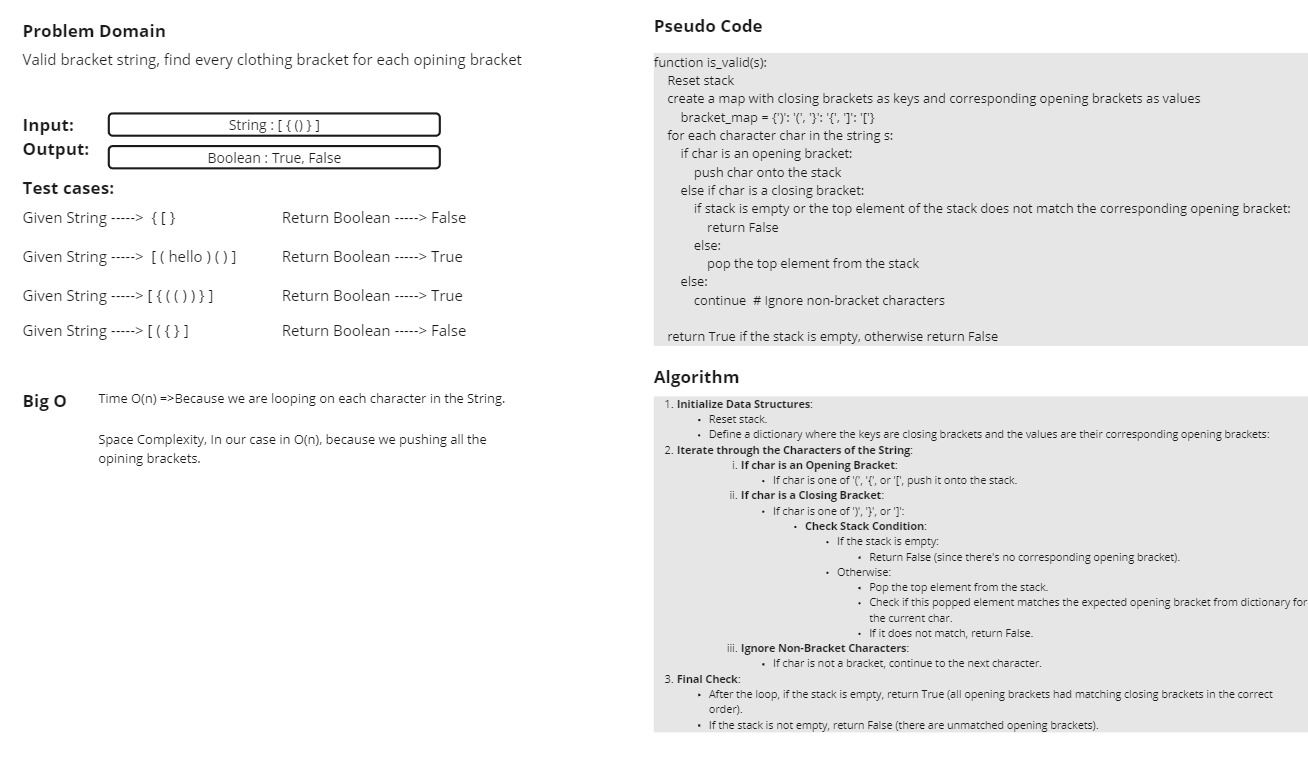 Problem Domain
Valid bracket string, find every clothing bracket for each opining bracket
Input:
String : [ { () } ]
Output:
Boolean : True, False
Test cases:
Given String -----> { [ } Return Boolean -----> False
Given String -----> [ ( hello ) ( ) ] Return Boolean -----> True
Given String -----> [ { ( ( ) ) } ] Return Boolean -----> True
Given String -----> [ ( { } ] Return Boolean -----> False
Big O
Time O(n) =>Because we are looping on each character in the String.
Space Complexity, In our case in O(n), because we pushing all the
opining brackets.
Pseudo Code
function is_valid(s):
Reset stack
create a map with closing brackets as keys and corresponding opening brackets as values
bracket_map = {')': '(', '}': '{', ']': '['}
for each character char in the string s:
if char is an opening bracket:
push char onto the stack
else if char is a closing bracket:
if stack is empty or the top element of the stack does not match the corresponding opening bracket:
return False
else:
pop the top element from the stack
else:
continue # Ignore non-bracket characters
return True if the stack is empty, otherwise return False
Algorithm
1. Initialize Data Structures:
• Reset stack.
• Define a dictionary where the keys are closing brackets and the values are their corresponding opening brackets:
2. Iterate through the Characters of the String:
i. If char is an Opening Bracket:
• If char is one of '(', '{', or '[', push it onto the stack.
ii. If char is a Closing Bracket:
• If char is one of ')', '}', or ']':
• Check Stack Condition:
• If the stack is empty:
• Return False (since there's no corresponding opening bracket).
• Otherwise:
• Pop the top element from the stack.
• Check if this popped element matches the expected opening bracket from dictionary for
the current char.
• If it does not match, return False.
iii. Ignore Non-Bracket Characters:
• If char is not a bracket, continue to the next character.
3. Final Check:
• After the loop, if the stack is empty, return True (all opening brackets had matching closing brackets in the correct
order).
• If the stack is not empty, return False (there are unmatched opening brackets).